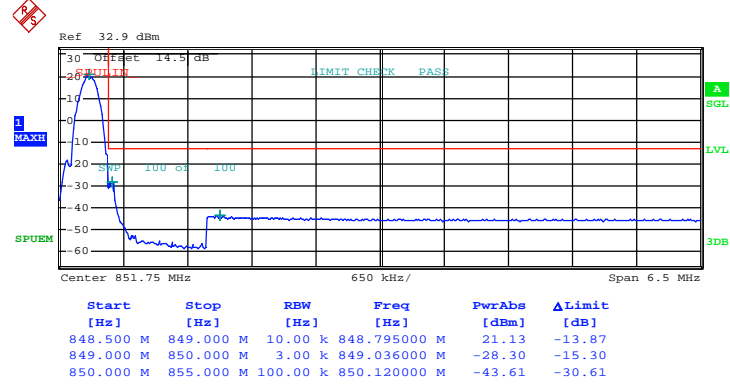 R S
Ref 32.9 dBm
30 Offset 14.5 dB
20 SPULIN LIMIT CHECK PASS
A
10
SGL
0
1
MAXH
-10
LVL
-20 SWP 100 of 100
-30
-40
-50
SPUEM
3DB
-60
Center 851.75 MHz 650 kHz/ Span 6.5 MHz
Start Stop RBW Freq PwrAbs ΔLimit
[Hz] [Hz] [Hz] [Hz] [dBm] [dB]
848.500 M 849.000 M 10.00 k 848.795000 M 21.13 -13.87
849.000 M 850.000 M 3.00 k 849.036000 M -28.30 -15.30
850.000 M 855.000 M 100.00 k 850.120000 M -43.61 -30.61